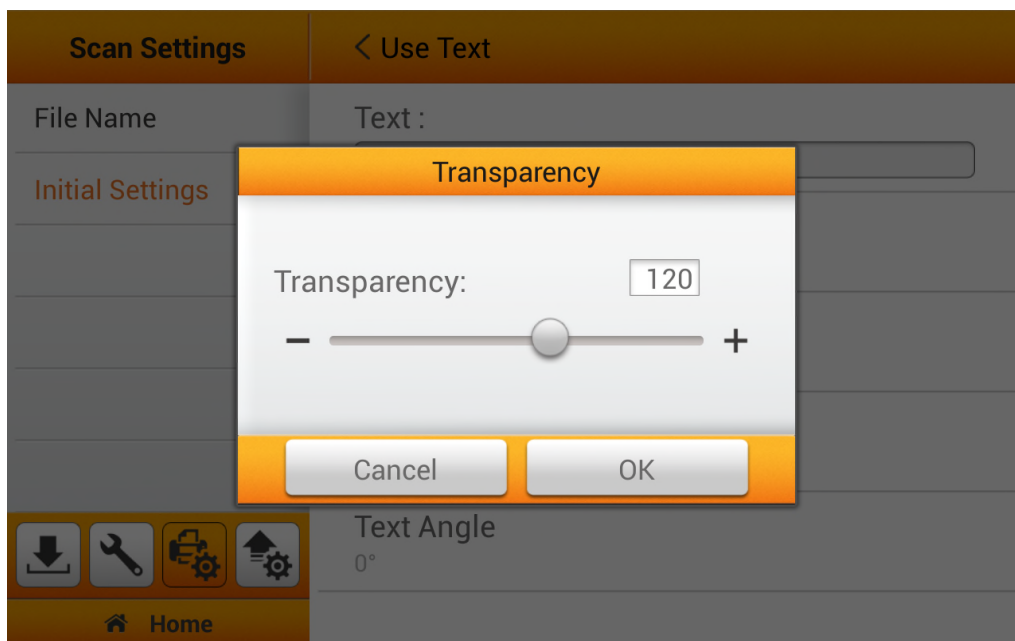 Scan Settings
< Use Text
File Name
Text :
Initial Settings
Transparency
Transparency:
120
− +
Cancel
OK
Text Angle
0°
Home